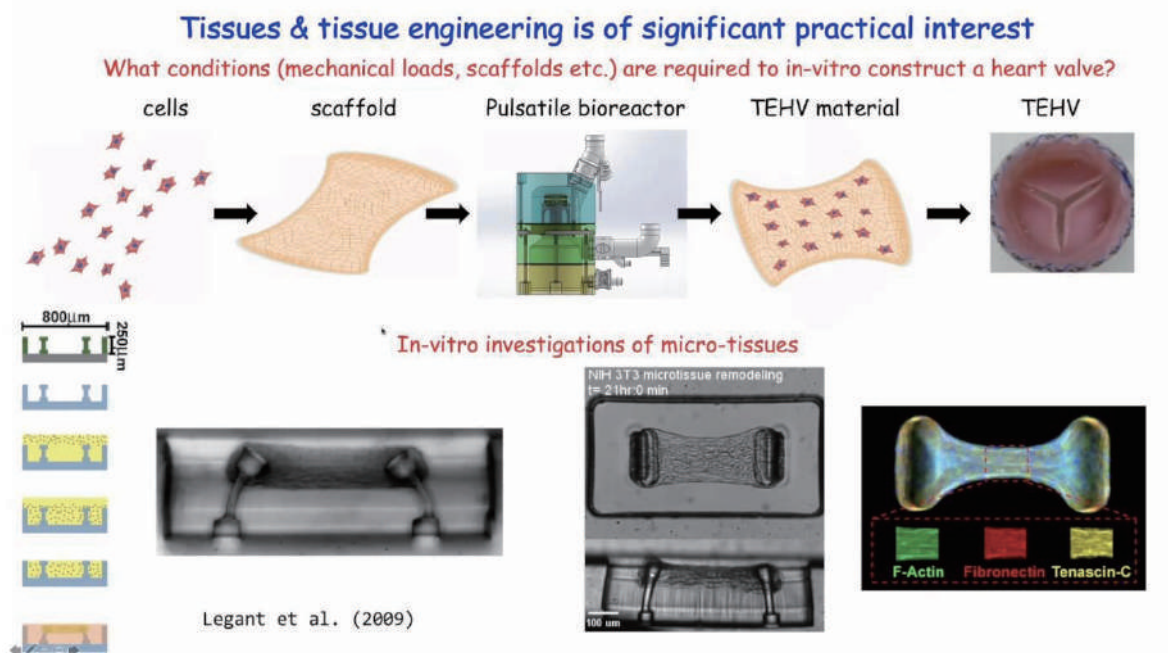 Tissues & tissue engineering is of significant practical interest
What conditions (mechanical loads, scaffolds etc.) are required to in-vitro construct a heart valve?
cells
scaffold
Pulsatile bioreactor
TEHV material
TEHV
800μm
250μm
In-vitro investigations of micro-tissues
NIH 3T3 microtissue remodeling
t= 21hr:0 min
100 um
F-Actin
Fibronectin
Tenascin-C
Legant et al. (2009)